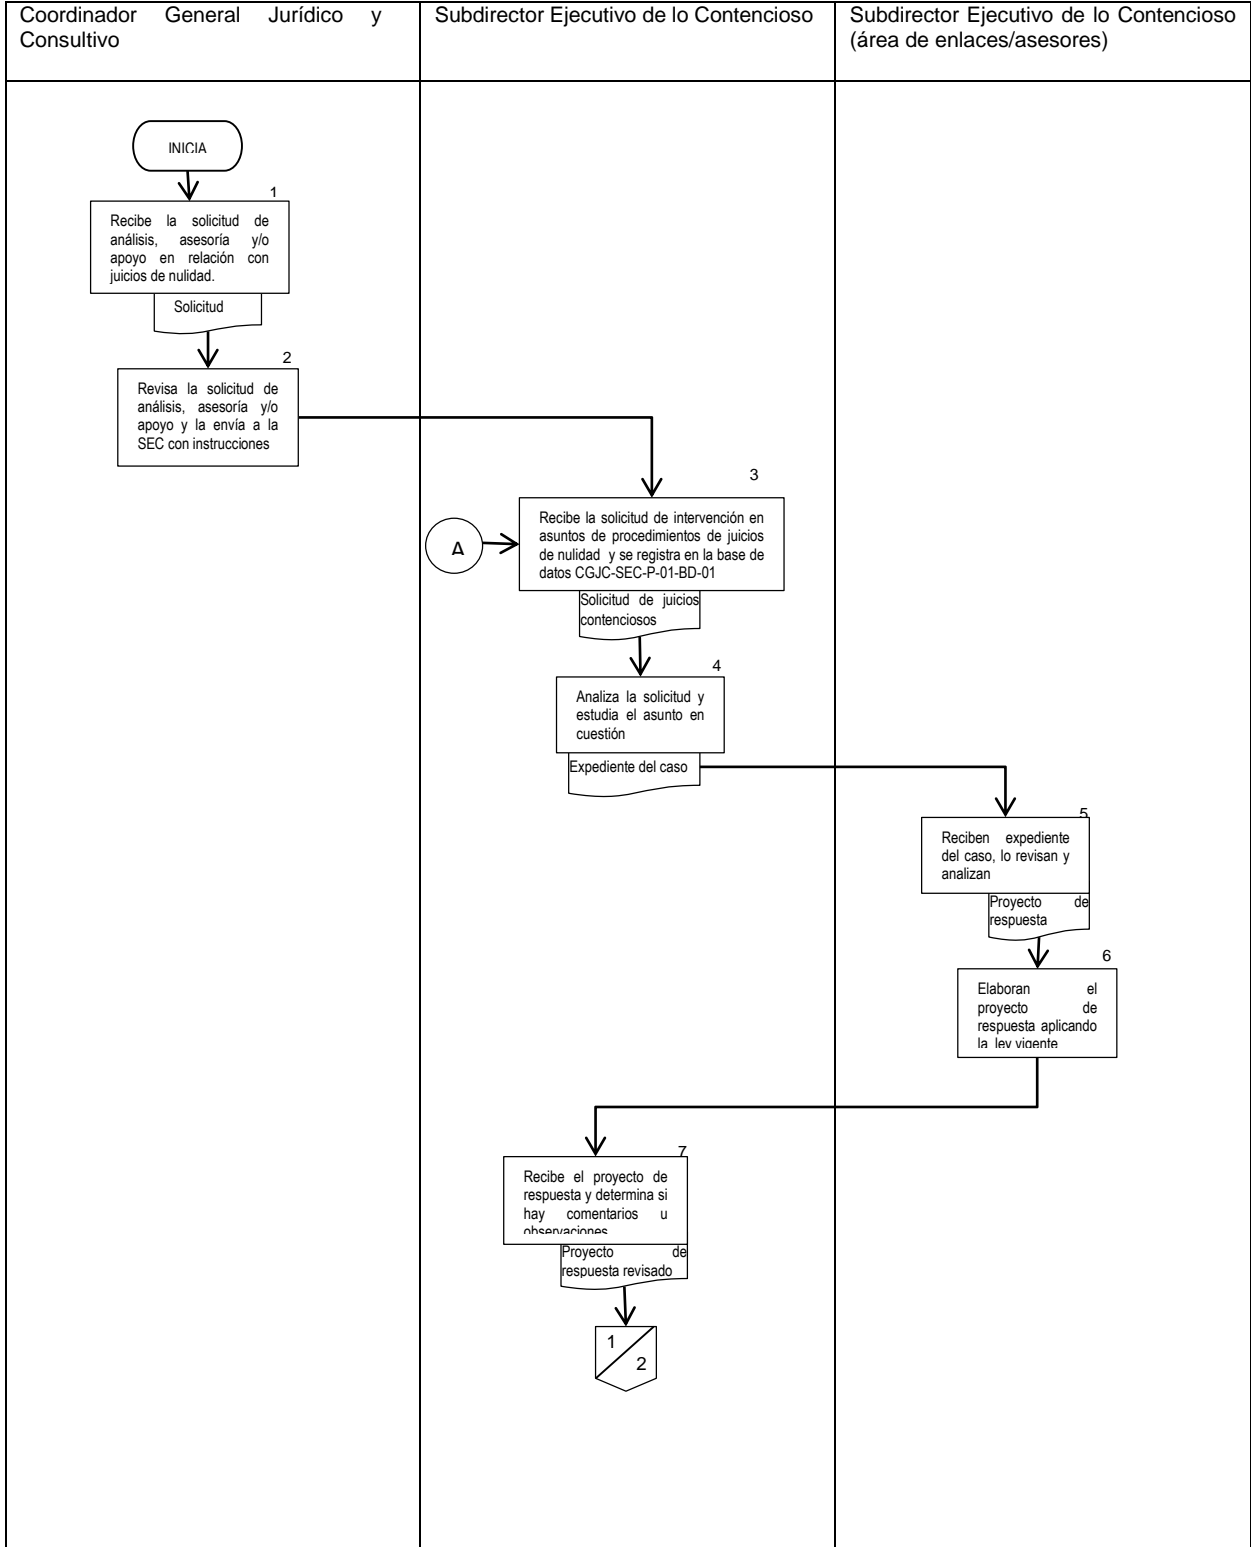 Coordinador General Jurídico y
Consultivo
Subdirector Ejecutivo de lo Contencioso
Subdirector Ejecutivo de lo Contencioso
(área de enlaces/asesores)
INICIA
1
Recibe la solicitud de
análisis, asesoría y/o
apoyo en relación con
juicios de nulidad.
Solicitud
2
Revisa la solicitud de
análisis, asesoría y/o
apoyo y la envía a la
SEC con instrucciones
3
A
Recibe la solicitud de intervención en
asuntos de procedimientos de juicios
de nulidad y se registra en la base de
datos CGJC-SEC-P-01-BD-01
Solicitud de juicios
contenciosos
4
Analiza la solicitud y
estudia el asunto en
cuestión
Expediente del caso
5
Reciben expediente
del caso, lo revisan y
analizan
Proyecto de
respuesta
6
Elaboran el
proyecto de
respuesta aplicando
la ley vigente
7
Recibe el proyecto de
respuesta y determina si
hay comentarios u
observaciones
Proyecto de
respuesta revisado
1
2